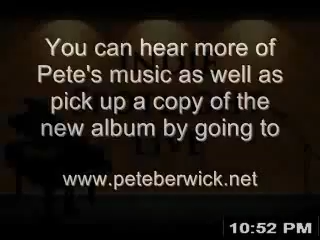 You can hear more of
Pete's music as well as
pick up a copy of the
new album by going to
www.peteberwick.net
10:52 PM